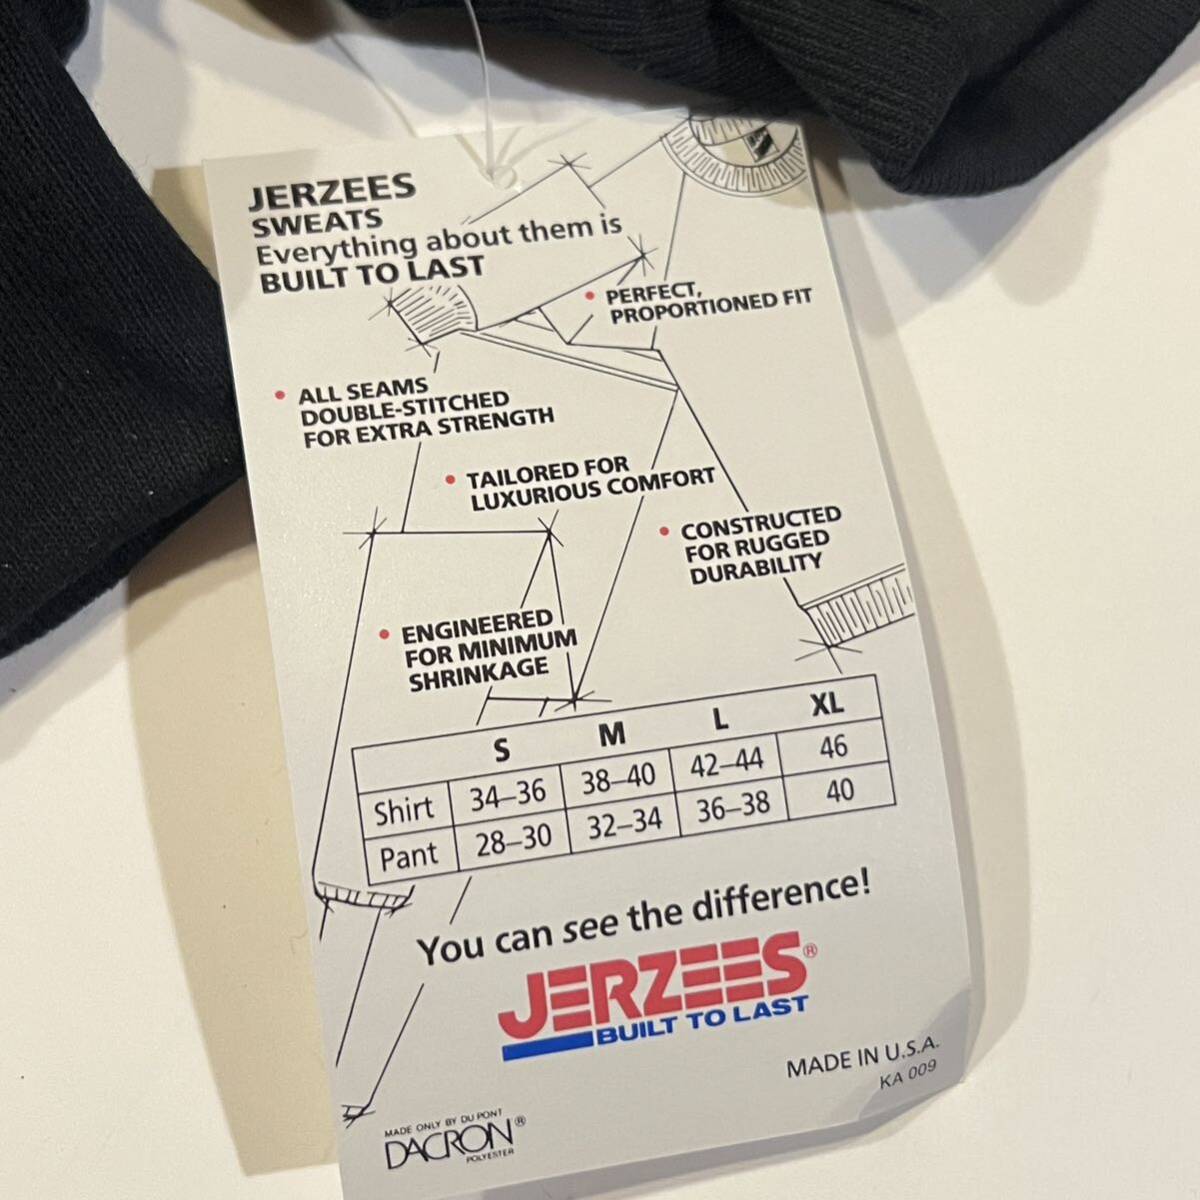 JERZEES
SWEATS
Everything about them is
BUILT TO LAST
• PERFECT,
PROPORTIONED FIT
• ALL SEAMS
DOUBLE-STITCHED
FOR EXTRA STRENGTH
• TAILORED FOR
LUXURIOUS COMFORT
• CONSTRUCTED
FOR RUGGED
DURABILITY
• ENGINEERED
FOR MINIMUM
SHRINKAGE
S M L XL
Shirt 34–36 38–40 42–44 46
Pant 28–30 32–34 36–38 40
You can see the difference!
JERZEES®
BUILT TO LAST
MADE IN U.S.A.
KA 009
MADE ONLY BY DU PONT
DACRON®
POLYESTER